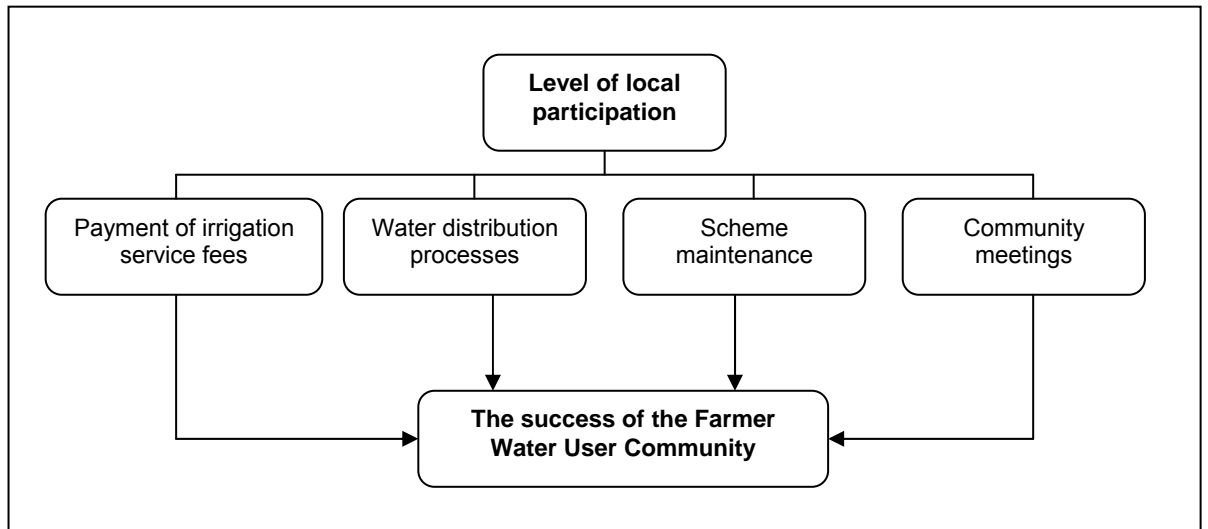 Level of local
participation
Payment of irrigation
service fees
Water distribution
processes
Scheme
maintenance
Community
meetings
The success of the Farmer
Water User Community